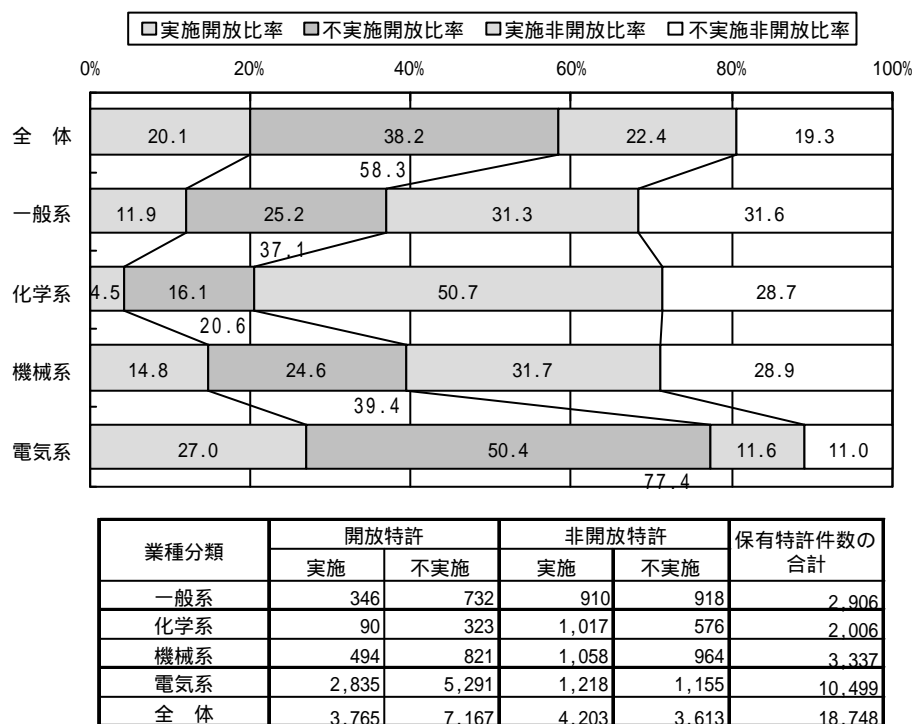 実施開放比率 不実施開放比率 実施非開放比率 不実施非開放比率
0% 20% 40% 60% 80% 100%
全 体 20.1 38.2 22.4 19.3
58.3
一般系 11.9 25.2 31.3 31.6
37.1
化学系 4.5 16.1 50.7 28.7
20.6
機械系 14.8 24.6 31.7 28.9
39.4
電気系 27.0 50.4 11.6 11.0
77.4
業種分類 開放特許 非開放特許 保有特許件数の合計
実施 不実施 実施 不実施
一般系 346 732 910 918 2,906
化学系 90 323 1,017 576 2,006
機械系 494 821 1,058 964 3,337
電気系 2,835 5,291 1,218 1,155 10,499
全 体 3,765 7,167 4,203 3,613 18,748